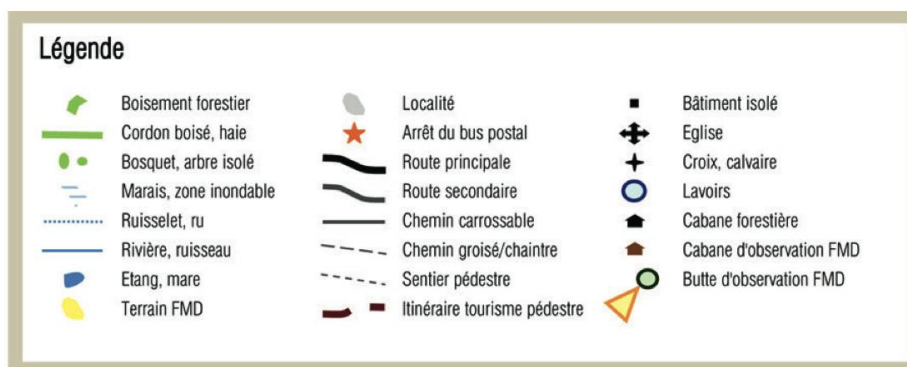 Légende
Boisement forestier
Cordon boisé, haie
Bosquet, arbre isolé
Marais, zone inondable
Ruisselet, ru
Rivière, ruisseau
Etang, mare
Terrain FMD
Localité
Arrêt du bus postal
Route principale
Route secondaire
Chemin carrossable
Chemin groisé/chaintre
Sentier pédestre
Itinéraire tourisme pédestre
Bâtiment isolé
Eglise
Croix, calvaire
Lavoirs
Cabane forestière
Cabane d'observation FMD
Butte d'observation FMD